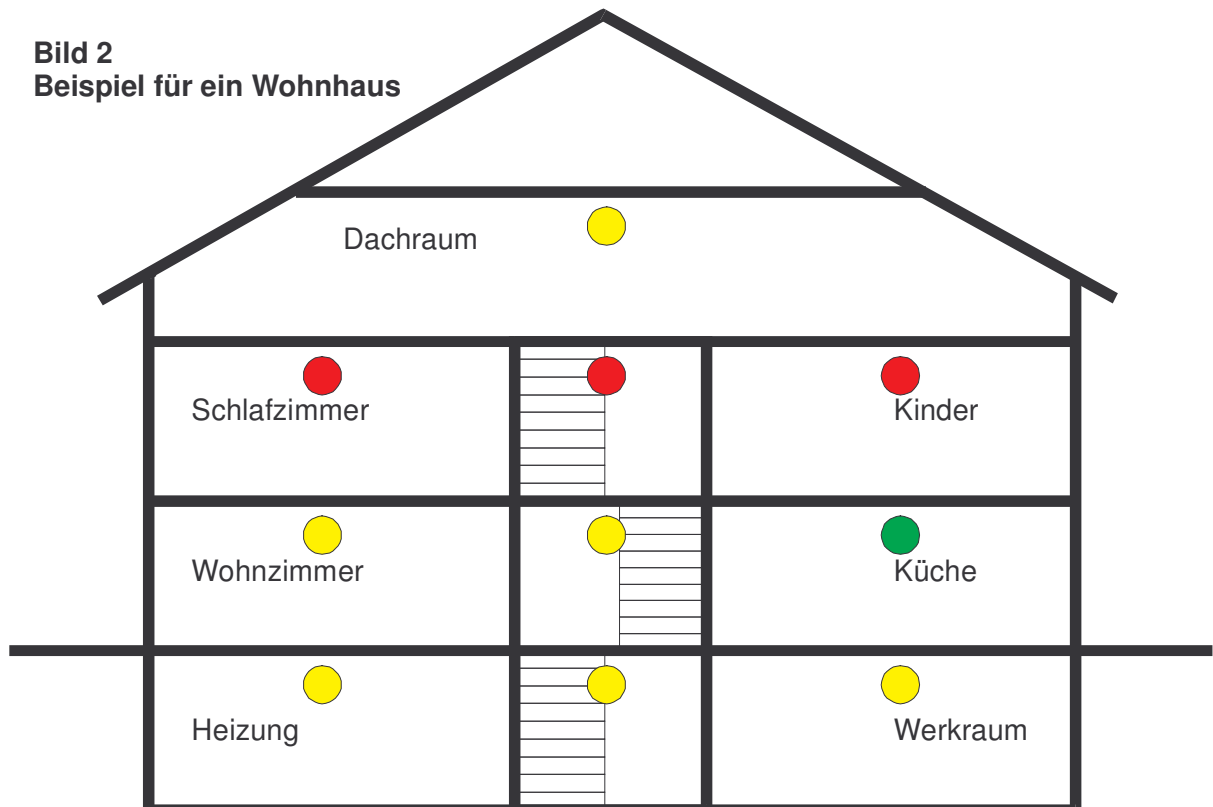 Bild 2
Beispiel für ein Wohnhaus
Dachraum
Schlafzimmer
Kinder
Wohnzimmer
Küche
Heizung
Werkraum